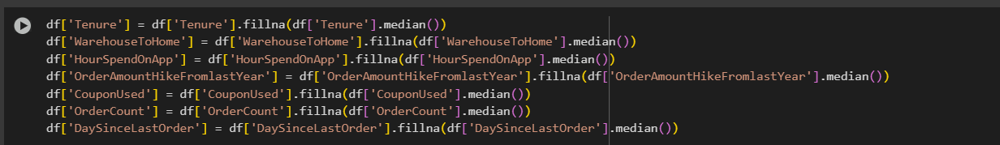 df['Tenure'] = df['Tenure'].fillna(df['Tenure'].median())
df['WarehouseToHome'] = df['WarehouseToHome'].fillna(df['WarehouseToHome'].median())
df['HourSpendOnApp'] = df['HourSpendOnApp'].fillna(df['HourSpendOnApp'].median())
df['OrderAmountHikeFromlastYear'] = df['OrderAmountHikeFromlastYear'].fillna(df['OrderAmountHikeFromlastYear'].median())
df['CouponUsed'] = df['CouponUsed'].fillna(df['CouponUsed'].median())
df['OrderCount'] = df['OrderCount'].fillna(df['OrderCount'].median())
df['DaySinceLastOrder'] = df['DaySinceLastOrder'].fillna(df['DaySinceLastOrder'].median())